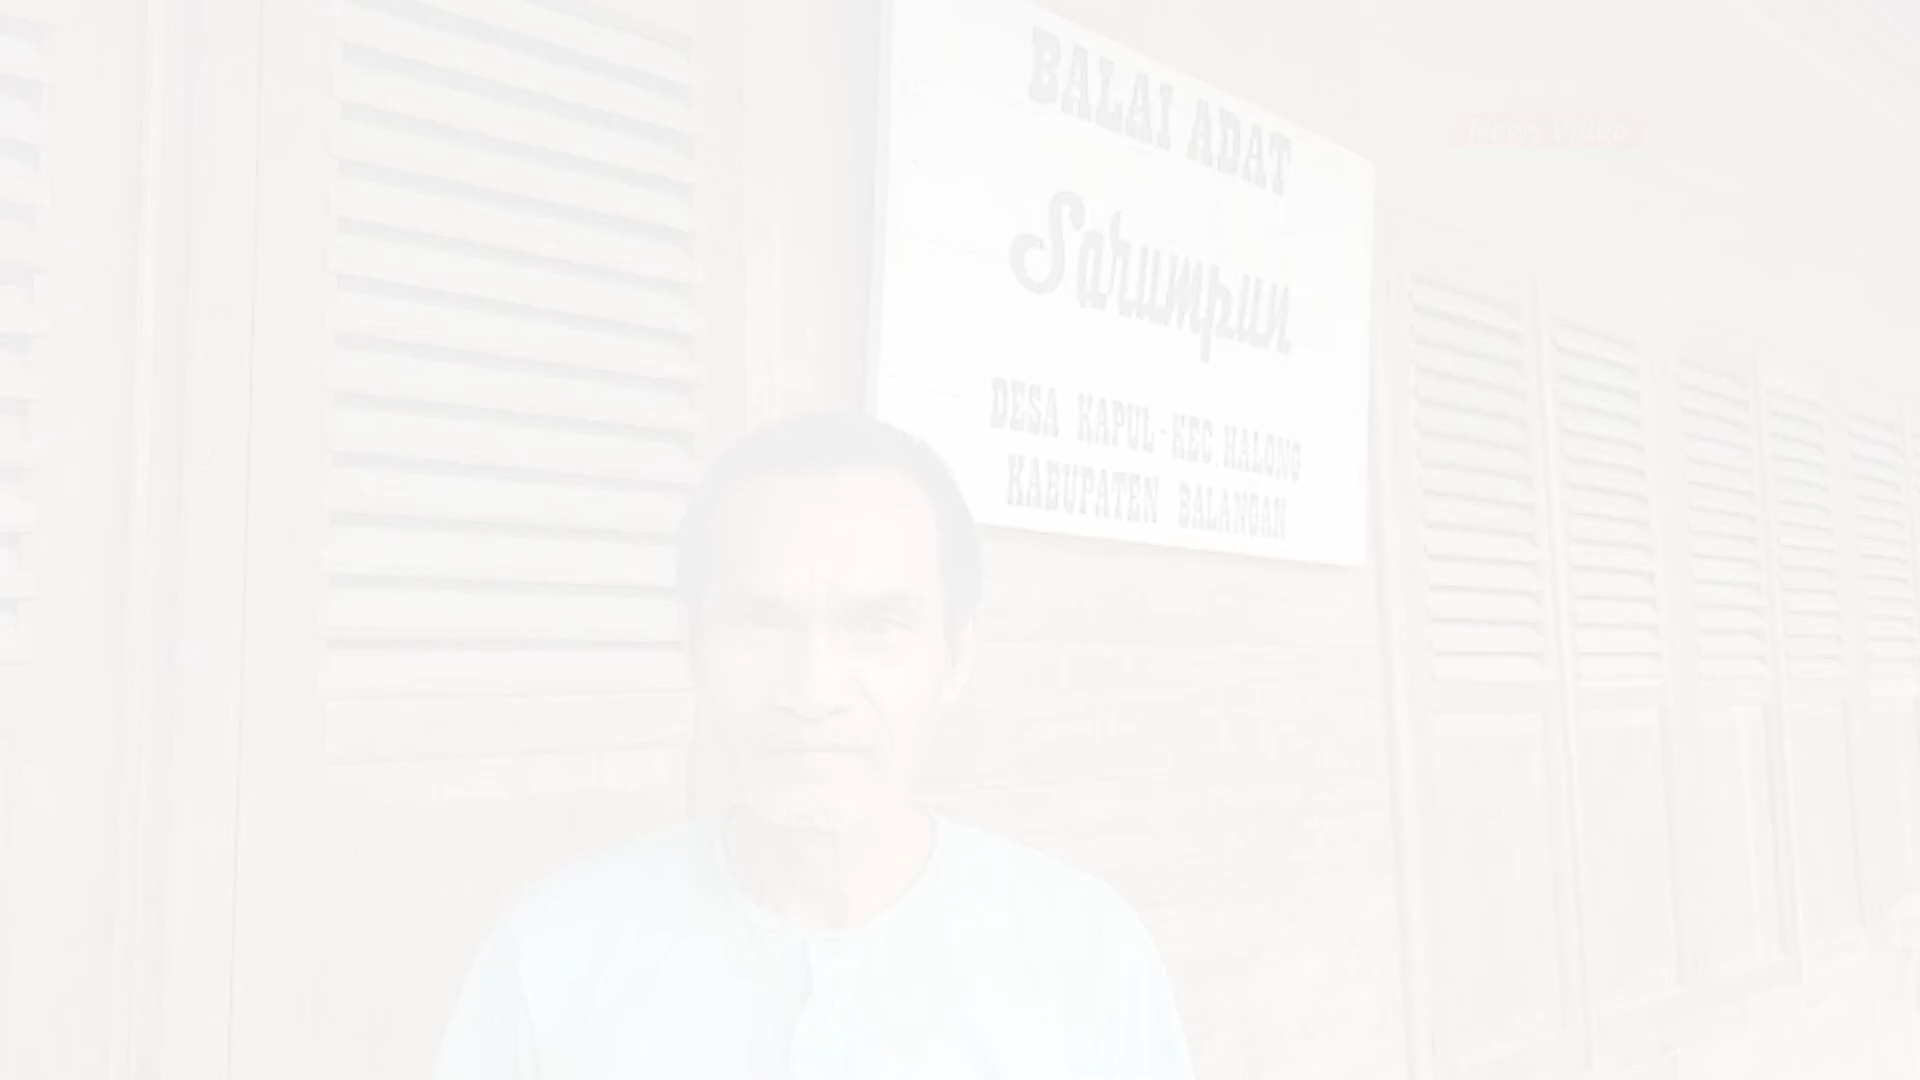 BALAI ADAT
Sarumpun
DESA KAPUL - KEC. HALONG
KABUPATEN BALANGAN
News Video